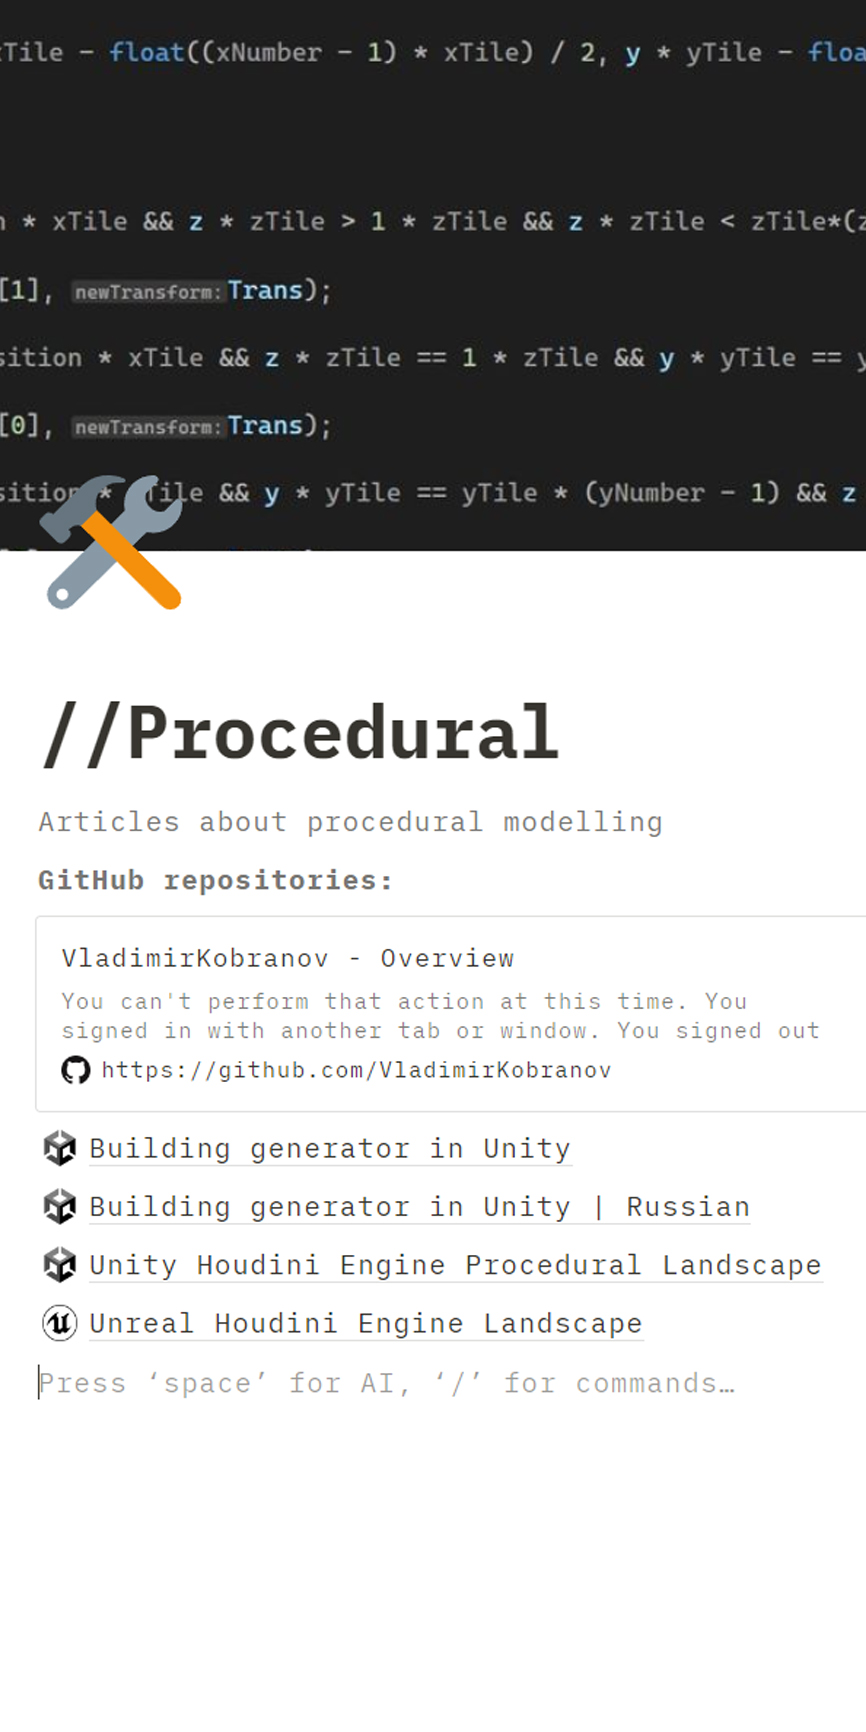 xTile - float((xNumber - 1) * xTile) / 2, y * yTile - floa
* xTile && z * zTile > 1 * zTile && z * zTile < zTile*(z
[1], newTransform: Trans);
sition * xTile && z * zTile == 1 * zTile && y * yTile == y
[0], newTransform: Trans);
sition * Tile && y * yTile == yTile * (yNumber - 1) && z
//Procedural
Articles about procedural modelling
GitHub repositories:
VladimirKobranov - Overview
You can't perform that action at this time. You
signed in with another tab or window. You signed out
https://github.com/VladimirKobranov
Building generator in Unity
Building generator in Unity | Russian
Unity Houdini Engine Procedural Landscape
Unreal Houdini Engine Landscape
Press ‘space’ for AI, ‘/’ for commands…